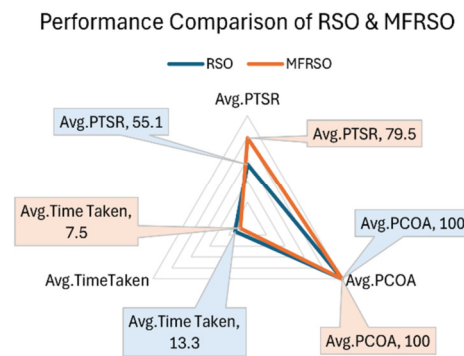 Performance Comparison of RSO & MFRSO
RSO MFRSO
Avg.PTSR
Avg.PTSR, 55.1
Avg.PTSR, 79.5
Avg.Time Taken,
7.5
Avg.PCOA, 100
Avg.TimeTaken
Avg.PCOA
Avg.Time Taken,
13.3
Avg.PCOA, 100